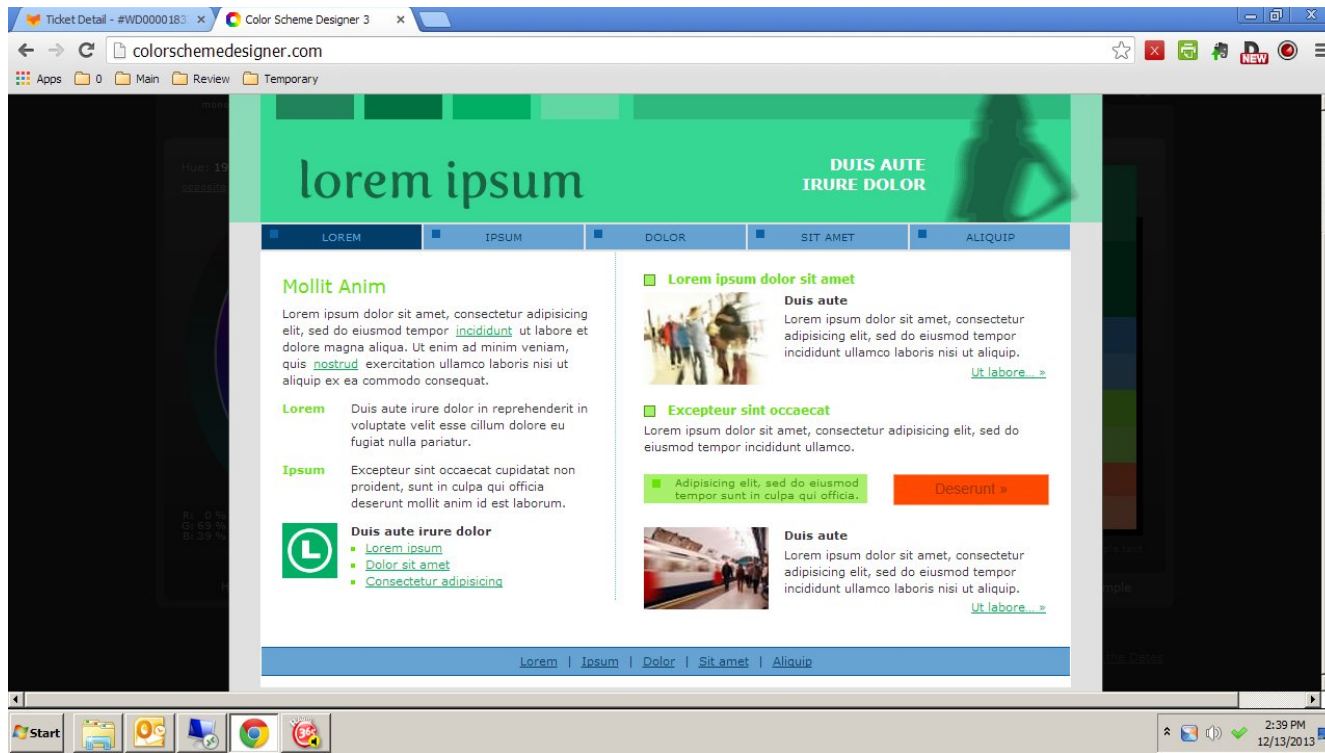 Ticket Detail - #WD0000183
Color Scheme Designer 3
colorschemedesigner.com
NEW
Apps
0
Main
Review
Temporary
Hue: 19
lorem ipsum
DUIS AUTE
IRURE DOLOR
LOREM
IPSUM
DOLOR
SIT AMET
ALIQUIP
Mollit Anim
Lorem ipsum dolor sit amet, consectetur adipisicing
elit, sed do eiusmod tempor incididunt ut labore et
dolore magna aliqua. Ut enim ad minim veniam,
quis nostrud exercitation ullamco laboris nisi ut
aliquip ex ea commodo consequat.
Lorem
Duis aute irure dolor in reprehenderit in
voluptate velit esse cillum dolore eu
fugiat nulla pariatur.
Ipsum
Excepteur sint occaecat cupidatat non
proident, sunt in culpa qui officia
deserunt mollit anim id est laborum.
L
Duis aute irure dolor
Lorem ipsum
Dolor sit amet
Consectetur adipisicing
Lorem ipsum dolor sit amet
Duis aute
Lorem ipsum dolor sit amet, consectetur
adipisicing elit, sed do eiusmod tempor
incididunt ullamco laboris nisi ut aliquip.
Ut labore... »
Excepteur sint occaecat
Lorem ipsum dolor sit amet, consectetur adipisicing elit, sed do
eiusmod tempor incididunt ullamco.
Adipisicing elit, sed do eiusmod
tempor sunt in culpa qui officia.
Deserunt »
Duis aute
Lorem ipsum dolor sit amet, consectetur
adipisicing elit, sed do eiusmod tempor
incididunt ullamco laboris nisi ut aliquip.
Ut labore... »
R: 0 %
G: 69 %
B: 39 %
Lorem | Ipsum | Dolor | Sit amet | Aliquip
Start
2:39 PM
12/13/2013